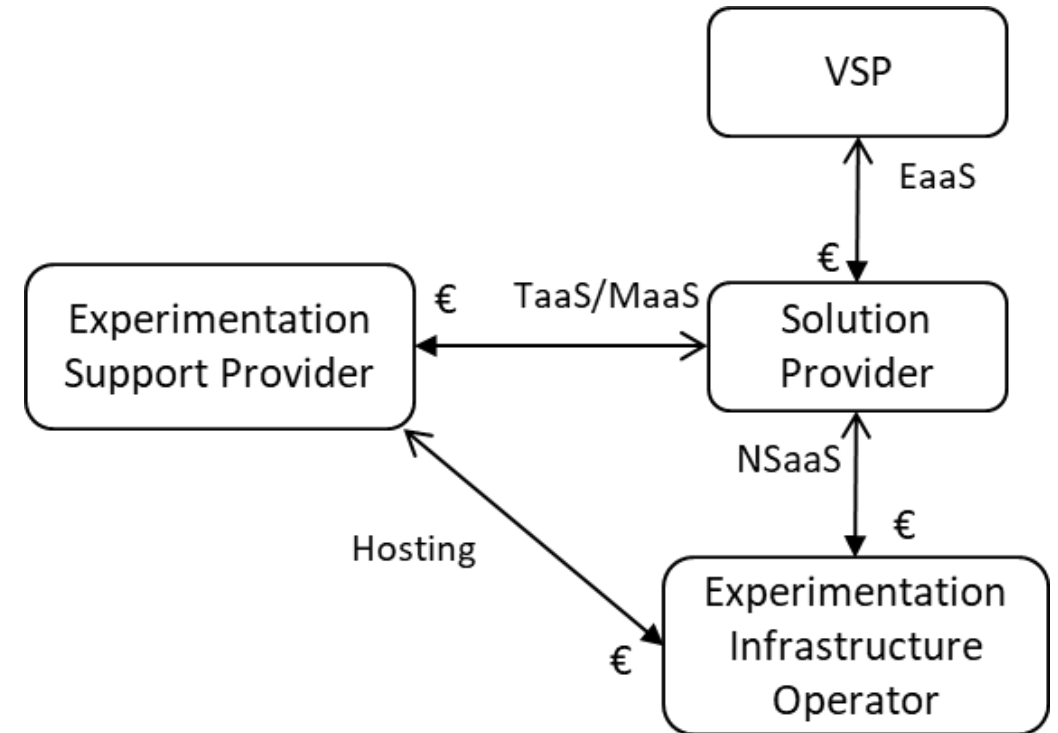 VSP
EaaS
€
Experimentation
Support Provider
€
TaaS/MaaS
Solution
Provider
NSaaS
€
Hosting
€
Experimentation
Infrastructure
Operator